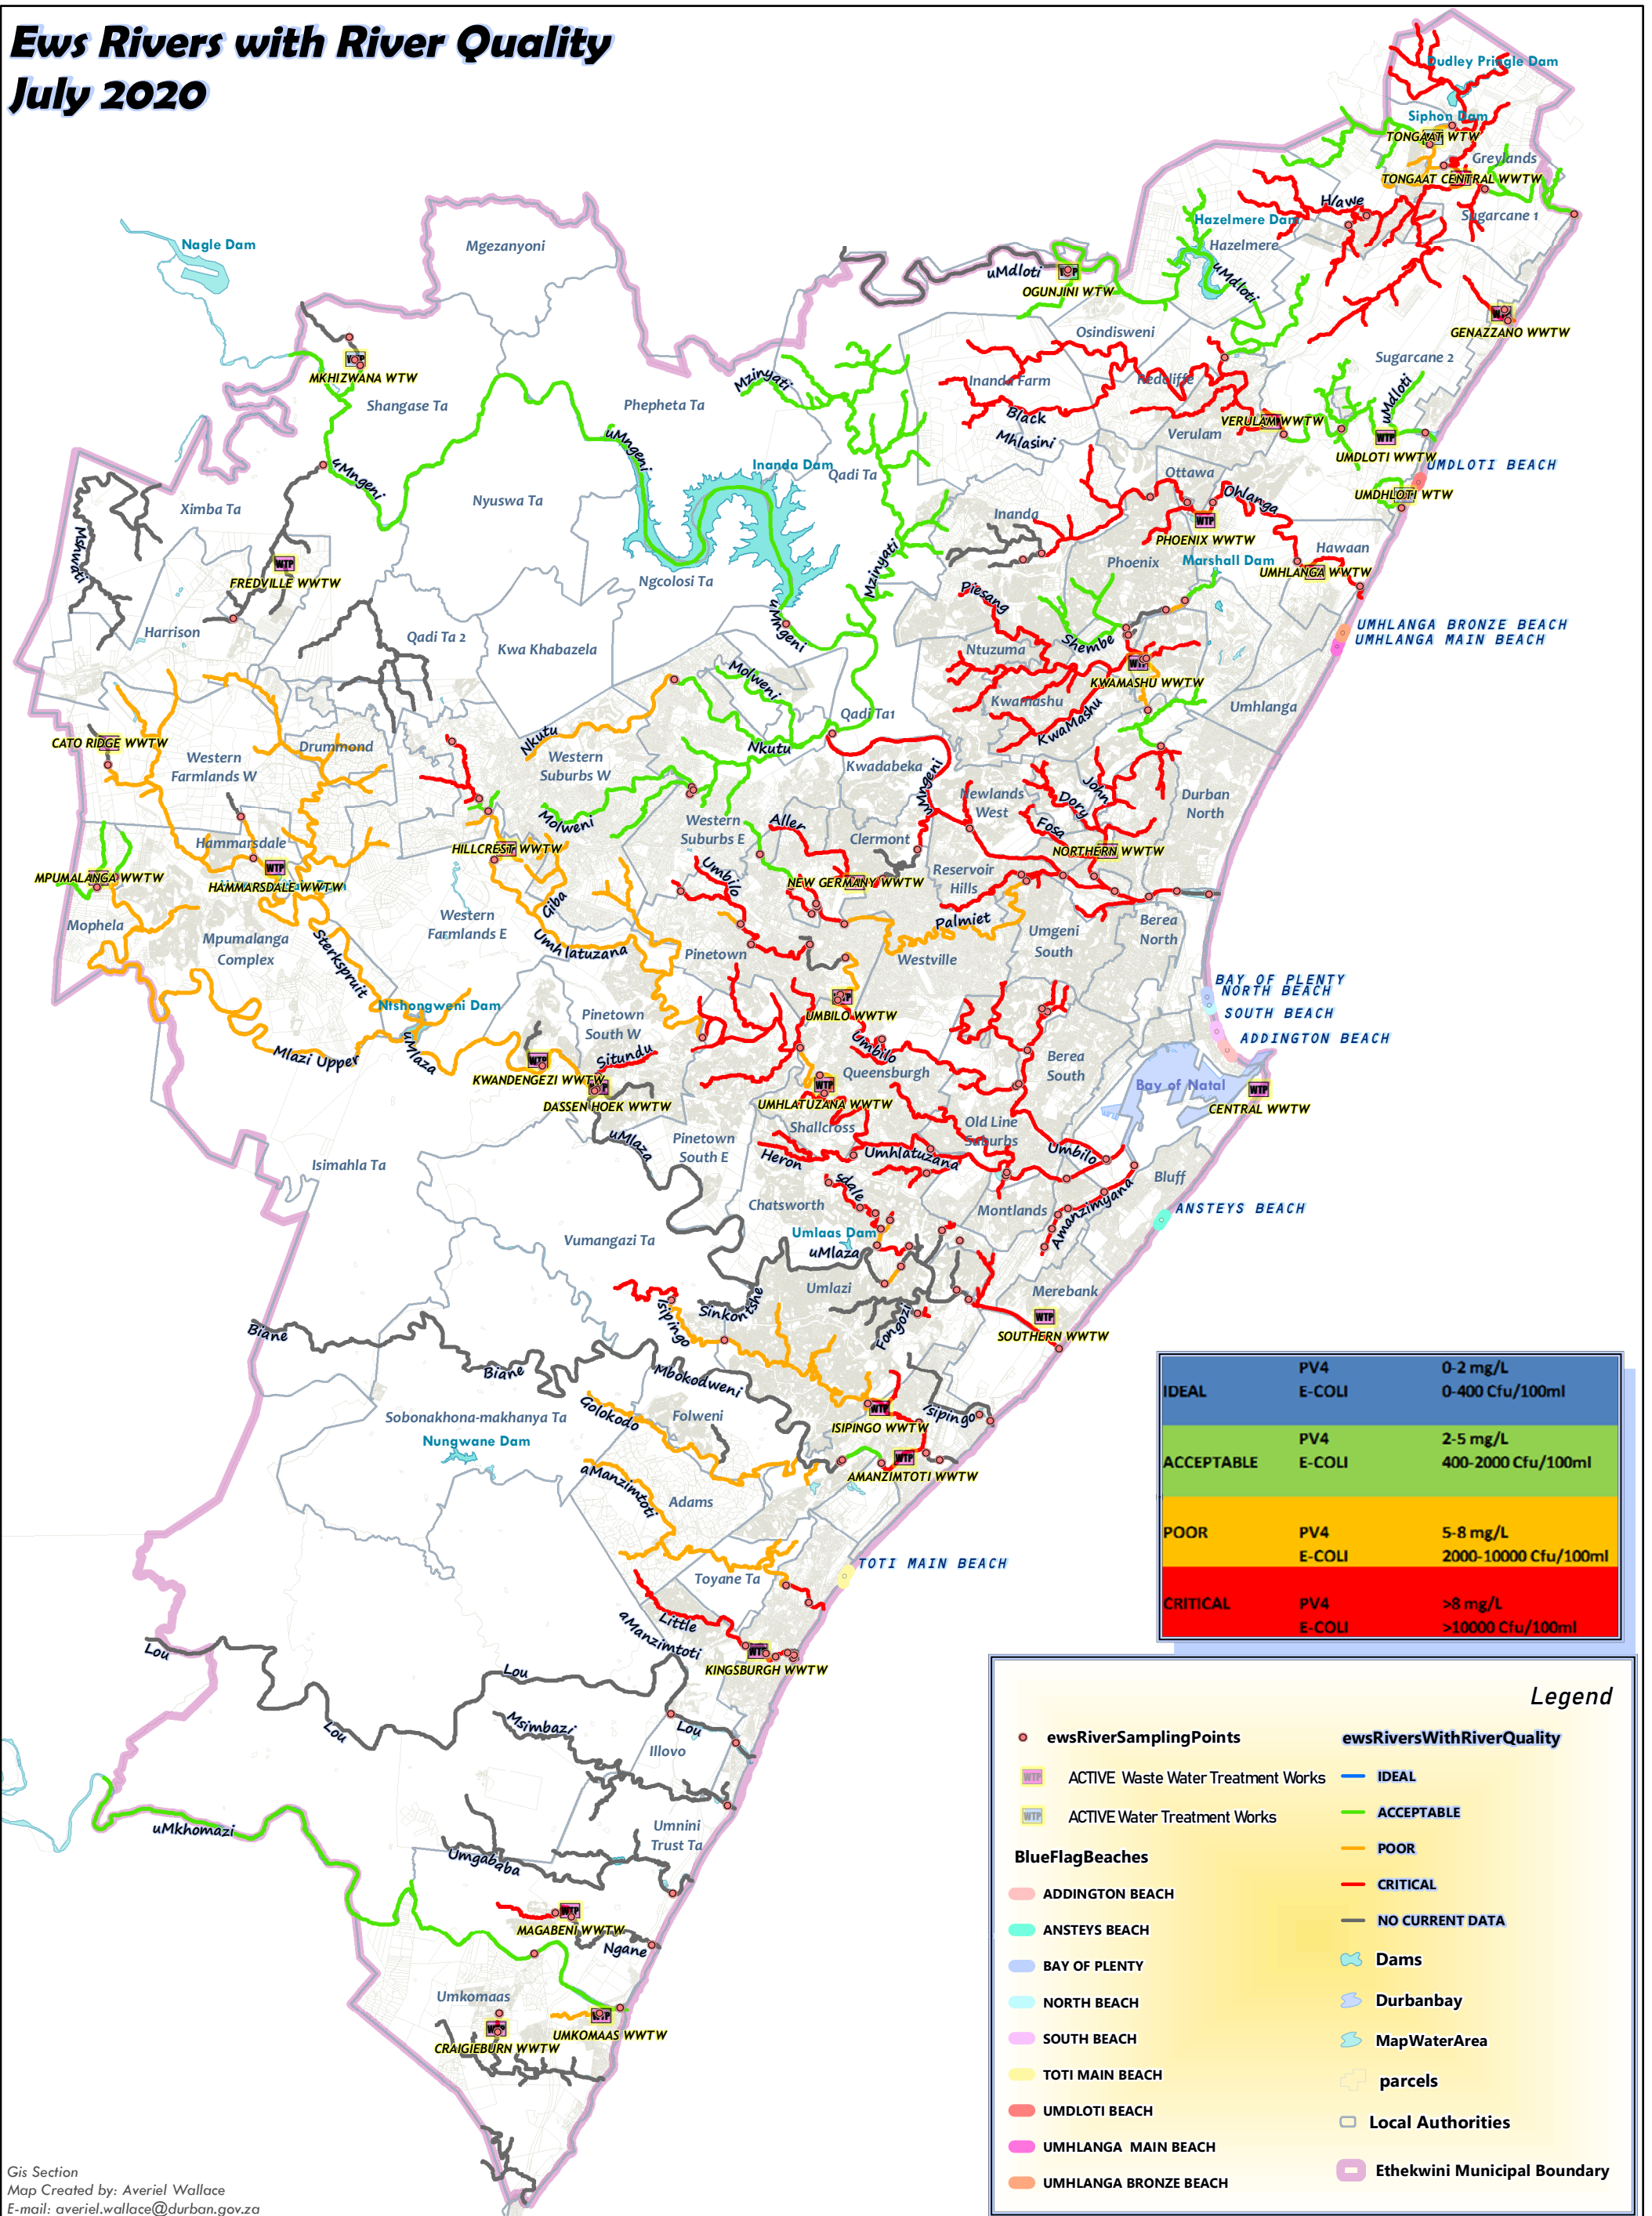 Ews Rivers with River Quality
July 2020
Dudley Pringle Dam
Siphon Dam
TONGAAT WTW
Greylands
TONGAAT CENTRAL WWTW
H/awe
Sugarcane 1
Hazelmere Dam
Hazelmere
uMdloti
Nagle Dam
Mgezanyoni
uMdloti
OGUNJINI WTW
GENAZZANO WWTW
Osindisweni
Sugarcane 2
MKHIZWANA WTW
Shangase Ta
Phepheta Ta
Mzinyati
Inanda Farm
Redcliffe
uMdloti
Black
Mhlasini
VERULAM WWTW
Verulam
UMDLOTI WWTW
UMDLOTI BEACH
uMngeni
uMngeni
Inanda Dam
Qadi Ta
Ottawa
Ohlanga
UMDHLOTI WTW
Nyuswa Ta
Ximba Ta
Inanda
WTP
PHOENIX WWTW
Mshwati
Hawaan
Phoenix
Marshall Dam
UMHLANGA WWTW
WTP
FREDVILLE WWTW
Ngcolosi Ta
Mzinyati
Piesang
uMngeni
UMHLANGA BRONZE BEACH
UMHLANGA MAIN BEACH
Harrison
Qadi Ta 2
Kwa Khabazela
Shembe
Ntuzuma
KWAMASHU WWTW
Molweni
Kwamashu
KwaMashu
Umhlanga
Qadi Ta1
CATO RIDGE WWTW
Drummond
Nkutu
Nkutu
Western
Farmlands W
Western
Suburbs W
Kwadabeka
Mngeni
John
Dory
Newlands
West
Durban
North
Molweni
Western
Suburbs E
Aller
Clermont
Fosa
Hammarsdale
HILLCREST WWTW
NORTHERN WWTW
MPUMALANGA WWTW
HAMMARSDALE WWTW
Umbilo
NEW GERMANY WWTW
Reservoir
Hills
Giba
Palmiet
Mophela
Western
Farmlands E
Umgeni
South
Berea
North
Mpumalanga
Complex
Sterkspruit
Umhlatuzana
Pinetown
Westville
BAY OF PLENTY
NORTH BEACH
SOUTH BEACH
Ntshongweni Dam
Pinetown
South W
UMBILO WWTW
ADDINGTON BEACH
Mlazi Upper
uMlaza
Situndu
Umbilo
Queensburgh
Berea
South
KWANDENGEZI WWTW
Bay of Natal
DASSEN HOEK WWTW
UMHLATUZANA WWTW
CENTRAL WWTW
uMlaza
Pinetown
South E
Shallcross
Old Line
Suburbs
Isimahla Ta
Heron
Umhlatuzana
Umbilo
Bluff
sdale
Chatsworth
Montlands
Amanzimyana
ANSTEYS BEACH
Vumangazi Ta
Umlaas Dam
uMlaza
Umlazi
Merebank
Isipingo
Sinkontshe
Fongozi
SOUTHERN WWTW
Biane
Biane
Mbokodweni
Golokodo
Sobonakhona-makhanya Ta
Folweni
Isipingo
ISIPINGO WWTW
Nungwane Dam
aManzimtoti
AMANZIMTOTI WWTW
Adams
Toyane Ta
TOTI MAIN BEACH
Little
aManzimtoti
KINGSBURGH WWTW
Lou
Lou
Lou
Msimbazi
Lou
Illovo
uMkhomazi
Umnini
Trust Ta
Umgababa
MAGABENI WWTW
Ngane
Umkomaas
UMKOMAAS WWTW
CRAIGIEBURN WWTW
IDEAL PV4 0-2 mg/L
E-COLI 0-400 Cfu/100ml
ACCEPTABLE PV4 2-5 mg/L
E-COLI 400-2000 Cfu/100ml
POOR PV4 5-8 mg/L
E-COLI 2000-10000 Cfu/100ml
CRITICAL PV4 >8 mg/L
E-COLI >10000 Cfu/100ml
Legend
ewsRiverSamplingPoints
WTP ACTIVE Waste Water Treatment Works
WTP ACTIVE Water Treatment Works
BlueFlagBeaches
ADDINGTON BEACH
ANSTEYS BEACH
BAY OF PLENTY
NORTH BEACH
SOUTH BEACH
TOTI MAIN BEACH
UMDLOTI BEACH
UMHLANGA MAIN BEACH
UMHLANGA BRONZE BEACH
ewsRiversWithRiverQuality
IDEAL
ACCEPTABLE
POOR
CRITICAL
NO CURRENT DATA
Dams
Durbanbay
MapWaterArea
parcels
Local Authorities
Ethekwini Municipal Boundary
Gis Section
Map Created by: Averiel Wallace
E-mail: averiel.wallace@durban.gov.za